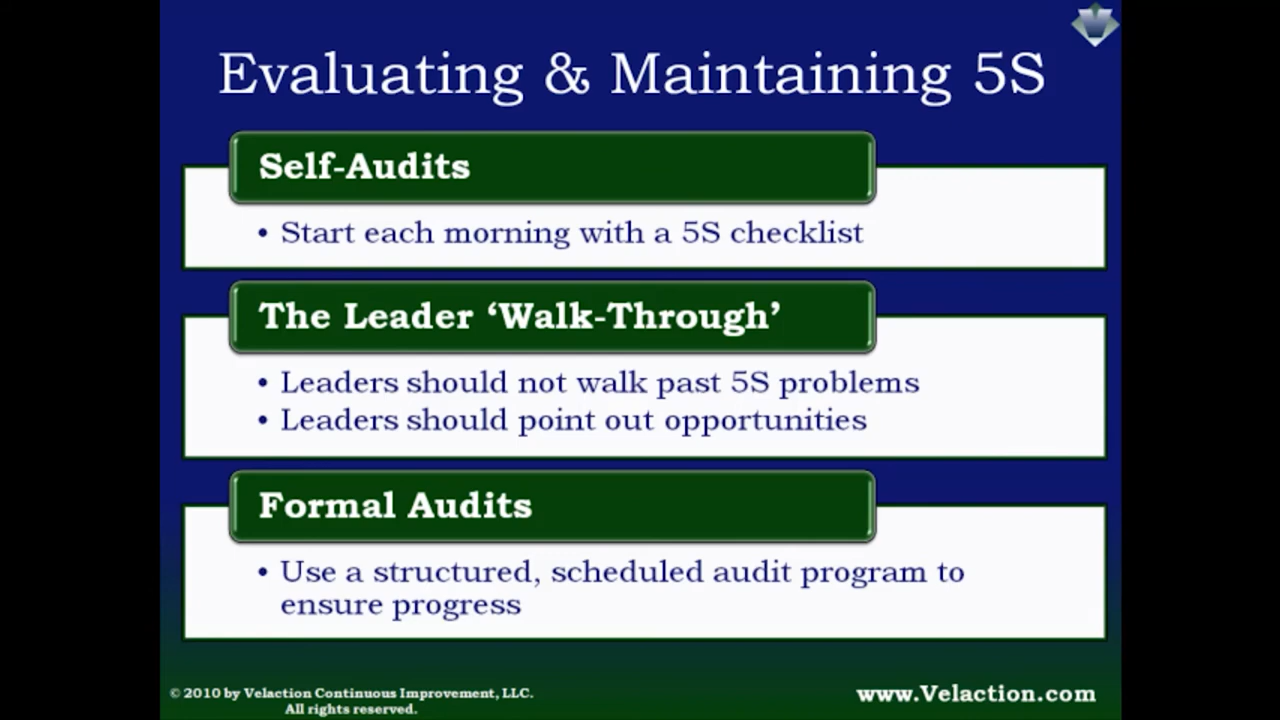 Evaluating & Maintaining 5S
Self-Audits
• Start each morning with a 5S checklist
The Leader ‘Walk-Through’
• Leaders should not walk past 5S problems
• Leaders should point out opportunities
Formal Audits
• Use a structured, scheduled audit program to
ensure progress
© 2010 by Velaction Continuous Improvement, LLC.
All rights reserved.
www.Velaction.com